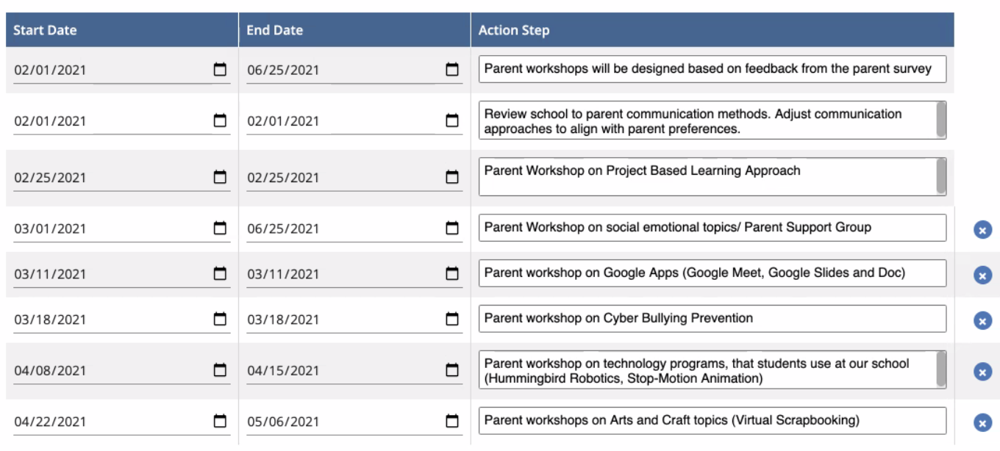 Start Date End Date Action Step
02/01/2021 06/25/2021 Parent workshops will be designed based on feedback from the parent survey
02/01/2021 02/01/2021 Review school to parent communication methods. Adjust communication
approaches to align with parent preferences.
02/25/2021 02/25/2021 Parent Workshop on Project Based Learning Approach
03/01/2021 06/25/2021 Parent Workshop on social emotional topics/ Parent Support Group
03/11/2021 03/11/2021 Parent workshop on Google Apps (Google Meet, Google Slides and Doc)
03/18/2021 03/18/2021 Parent workshop on Cyber Bullying Prevention
04/08/2021 04/15/2021 Parent workshop on technology programs, that students use at our school
(Hummingbird Robotics, Stop-Motion Animation)
04/22/2021 05/06/2021 Parent workshops on Arts and Craft topics (Virtual Scrapbooking)